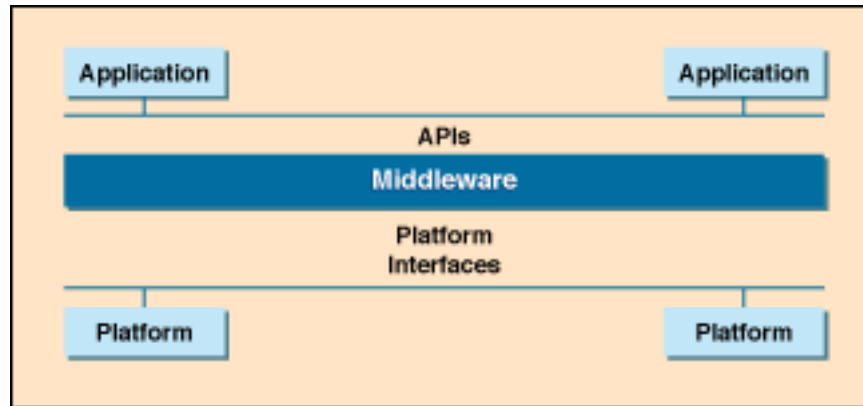 Application
Application
APIs
Middleware
Platform
Interfaces
Platform
Platform